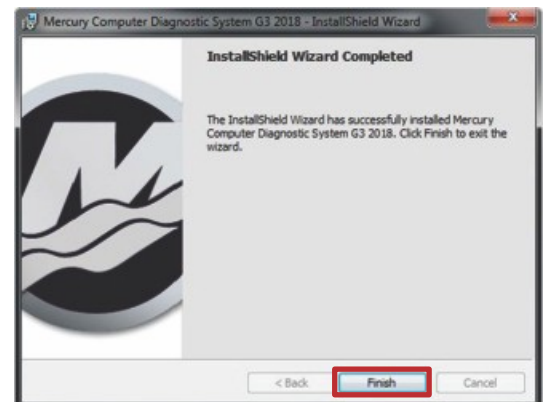 Mercury Computer Diagnostic System G3 2018 - InstallShield Wizard
InstallShield Wizard Completed
The InstallShield Wizard has successfully installed Mercury
Computer Diagnostic System G3 2018. Click Finish to exit the
wizard.
< Back Finish Cancel